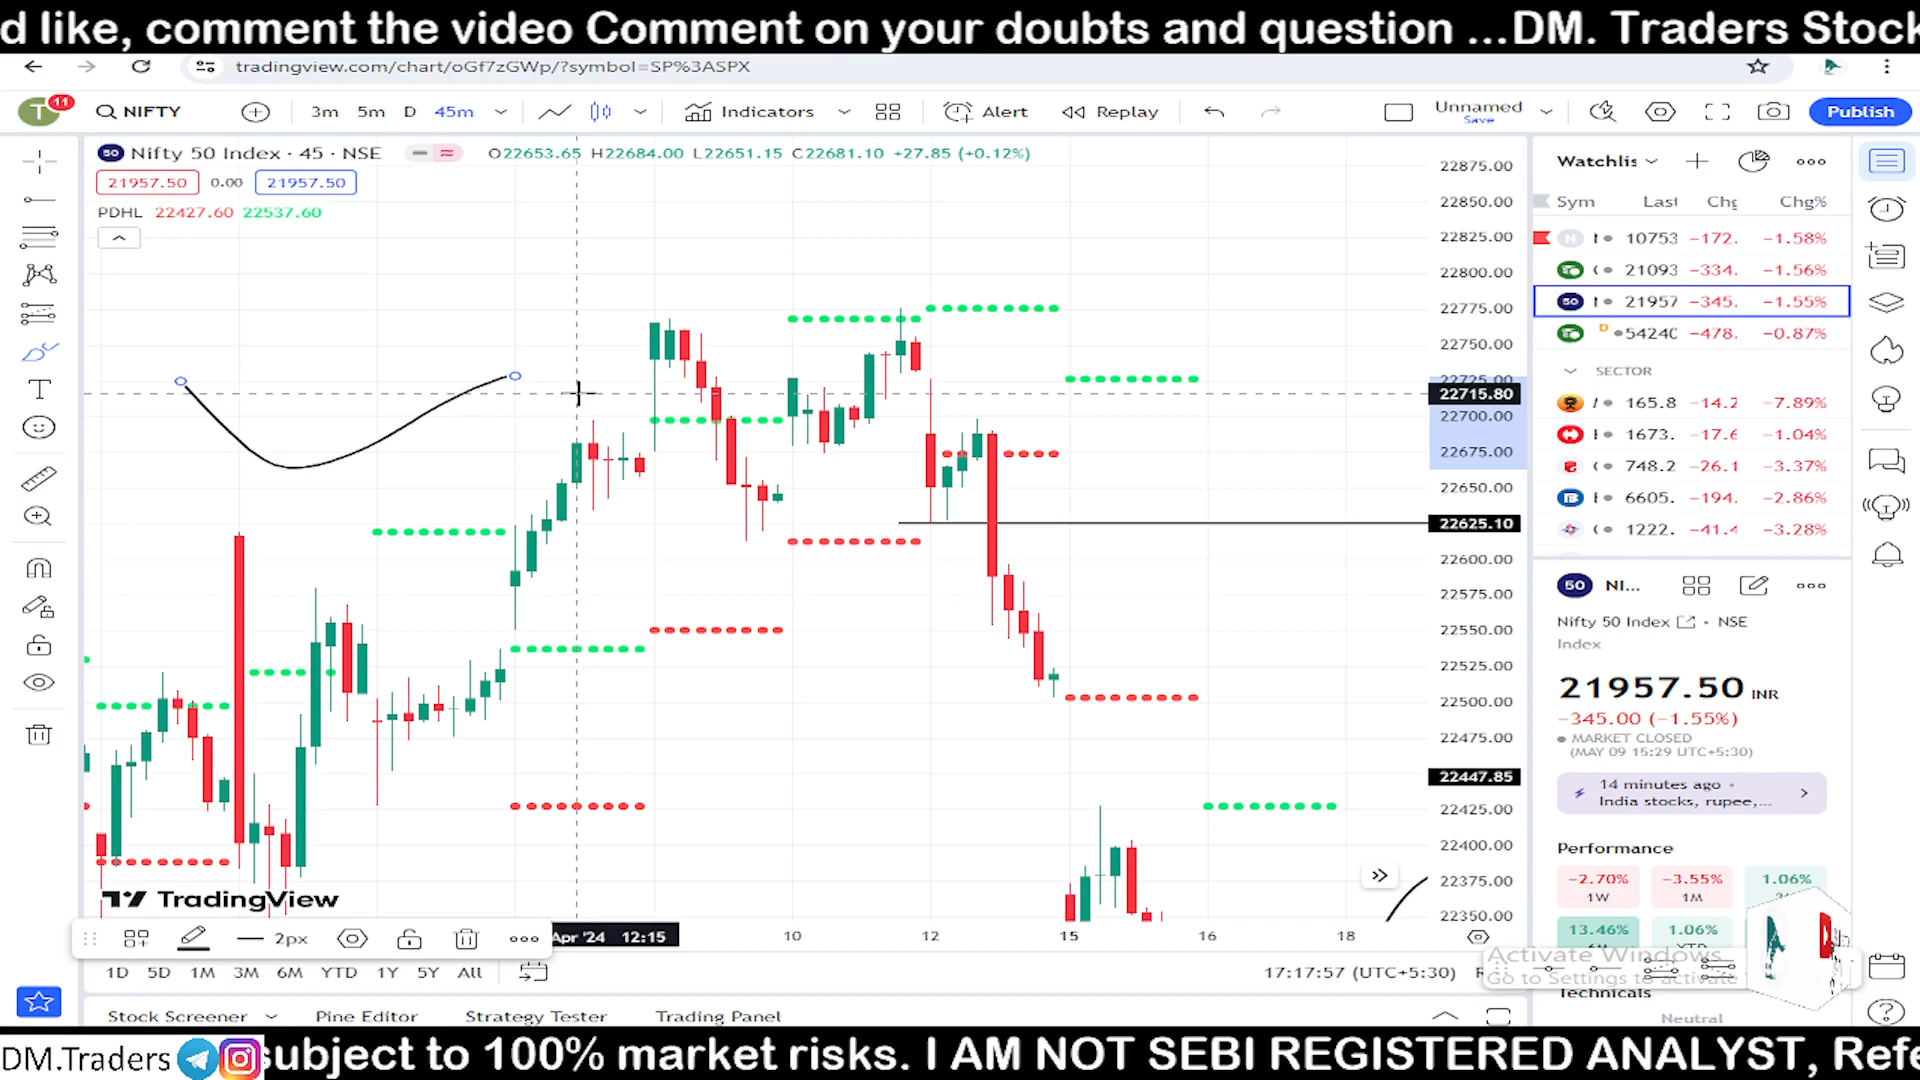 d like, comment the video Comment on your doubts and question ...DM. Traders Stock
tradingview.com/chart/oGf7zGWp/?symbol=SP%3ASPX
T 11 NIFTY 3m 5m D 45m Indicators Alert Replay Unnamed Save Publish
50 Nifty 50 Index · 45 · NSE O22653.65 H22684.00 L22651.15 C22681.10 +27.85 (+0.12%)
21957.50 0.00 21957.50
PDHL 22427.60 22537.60
22875.00
22850.00
22825.00
22800.00
22775.00
22750.00
22725.00
22715.80
22700.00
22675.00
22650.00
22625.10
22600.00
22575.00
22550.00
22525.00
22500.00
22475.00
22447.85
22425.00
22400.00
22375.00
22350.00
TradingView
2px
Apr '24 12:15 10 12 15 16 18
1D 5D 1M 3M 6M YTD 1Y 5Y All 17:17:57 (UTC+5:30)
Stock Screener Pine Editor Strategy Tester Trading Panel
Watchlis
Sym Last Chg Chg%
10753 −172. −1.58%
21093 −334. −1.56%
50 21957 −345. −1.55%
D 54240 −478. −0.87%
SECTOR
165.8 −14.2 −7.89%
1673. −17.6 −1.04%
748.2 −26.1 −3.37%
6605. −194. −2.86%
1222. −41.4 −3.28%
50 NI...
Nifty 50 Index · NSE
Index
21957.50 INR
−345.00 (−1.55%)
MARKET CLOSED
(MAY 09 15:29 UTC+5:30)
14 minutes ago ·
India stocks, rupee,...
Performance
−2.70% −3.55% 1.06%
1W 1M
13.46% 1.06%
YTD
Activate Windows
Go to Settings to activate
Technicals
Neutral
DM.Traders subject to 100% market risks. I AM NOT SEBI REGISTERED ANALYST, Refe